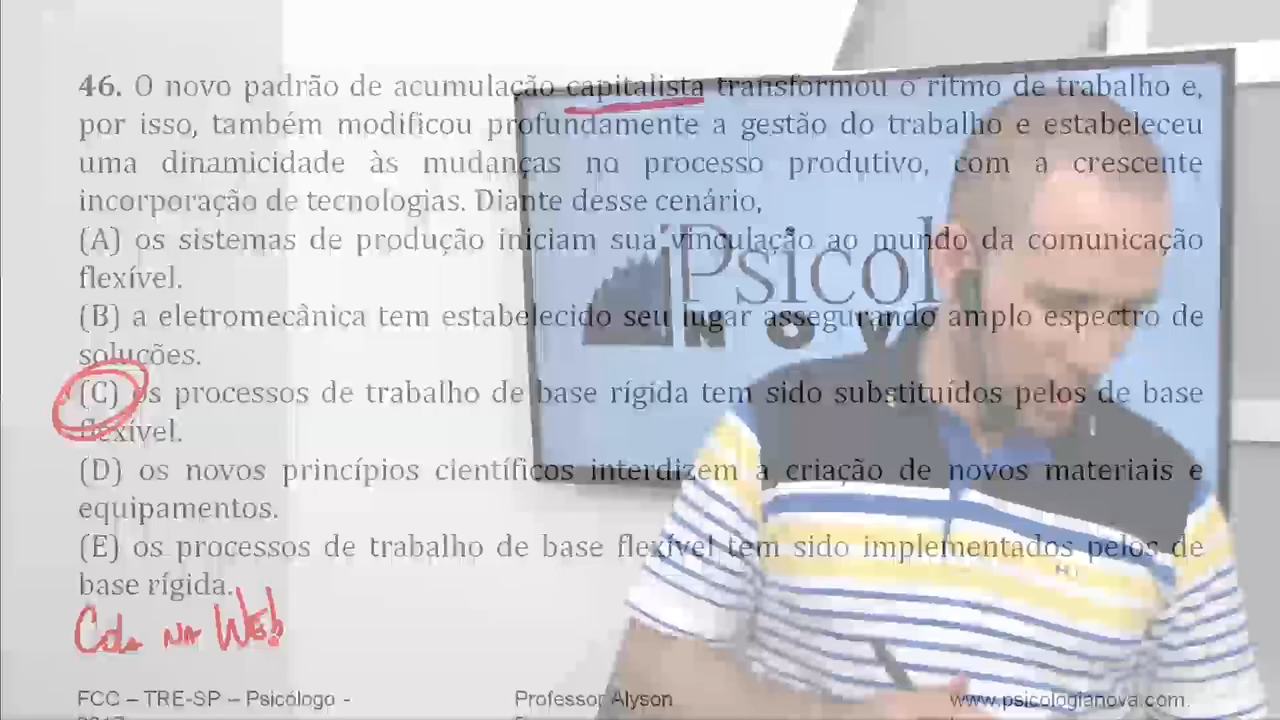 46. O novo padrão de acumulação capitalista transformou o ritmo de trabalho e,
por isso, também modificou profundamente a gestão do trabalho e estabeleceu
uma dinamicidade às mudanças no processo produtivo, com a crescente
incorporação de tecnologias. Diante desse cenário,
(A) os sistemas de produção iniciam sua vinculação ao mundo da comunicação
flexível.
(B) a eletromecânica tem estabelecido seu lugar assegurando amplo espectro de
soluções.
(C) os processos de trabalho de base rígida tem sido substituídos pelos de base
flexível.
(D) os novos princípios científicos interdizem a criação de novos materiais e
equipamentos.
(E) os processos de trabalho de base flexível tem sido implementados pelos de
base rígida.
Cola na Web
Psicol
NOV
FCC – TRE-SP – Psicólogo - Professor Alyson www.psicologianova.com.